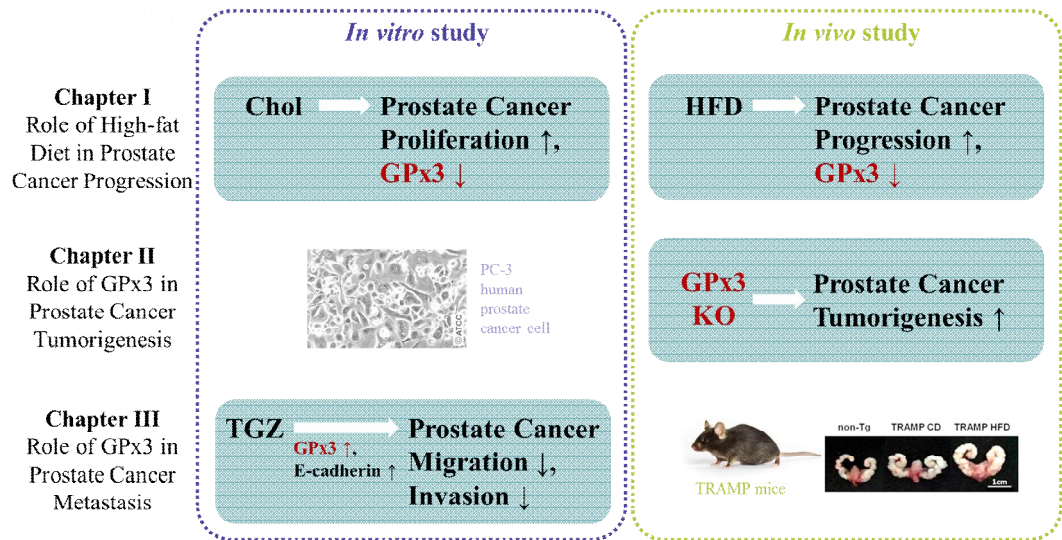 In vitro study
In vivo study
Chapter I
Role of High-fat
Diet in Prostate
Cancer Progression
Chol
Prostate Cancer
Proliferation ↑,
GPx3 ↓
HFD
Prostate Cancer
Progression ↑,
GPx3 ↓
Chapter II
Role of GPx3 in
Prostate Cancer
Tumorigenesis
©ATCC
PC-3
human
prostate
cancer cell
GPx3
KO
Prostate Cancer
Tumorigenesis ↑
Chapter III
Role of GPx3 in
Prostate Cancer
Metastasis
TGZ
GPx3 ↑,
E-cadherin ↑
Prostate Cancer
Migration ↓,
Invasion ↓
TRAMP mice
non-Tg TRAMP CD TRAMP HFD
1cm